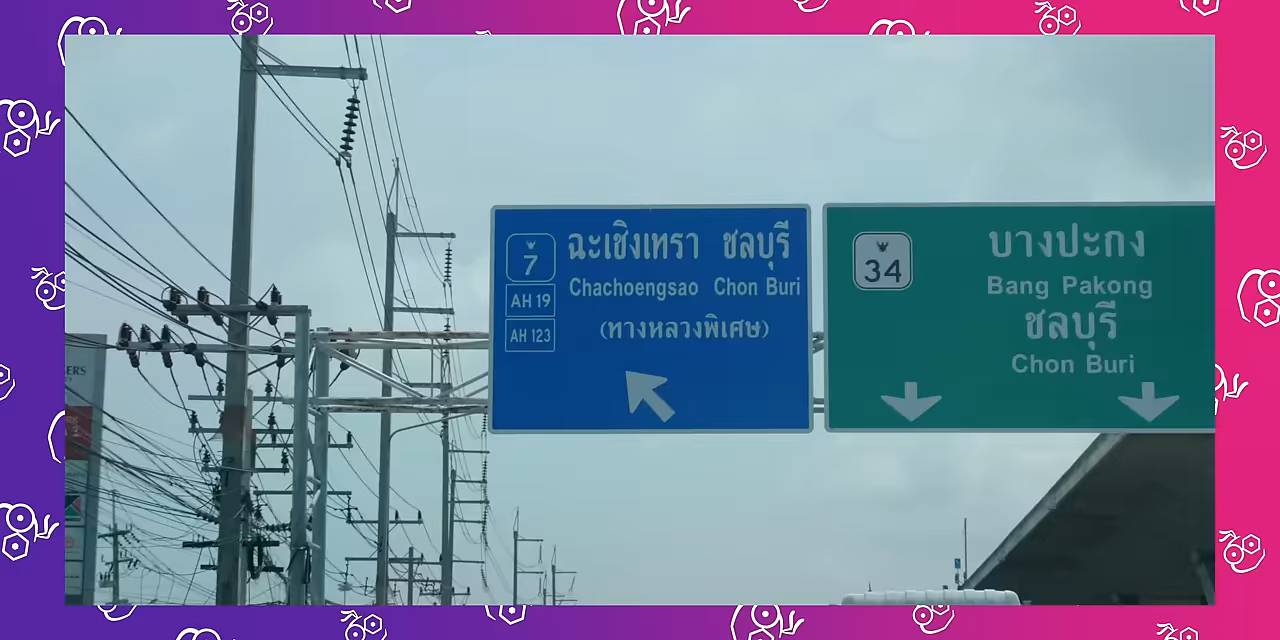 7
AH 19
AH 123
ฉะเชิงเทรา ชลบุรี
Chachoengsao Chon Buri
(ทางหลวงพิเศษ)
34
บางปะกง
Bang Pakong
ชลบุรี
Chon Buri